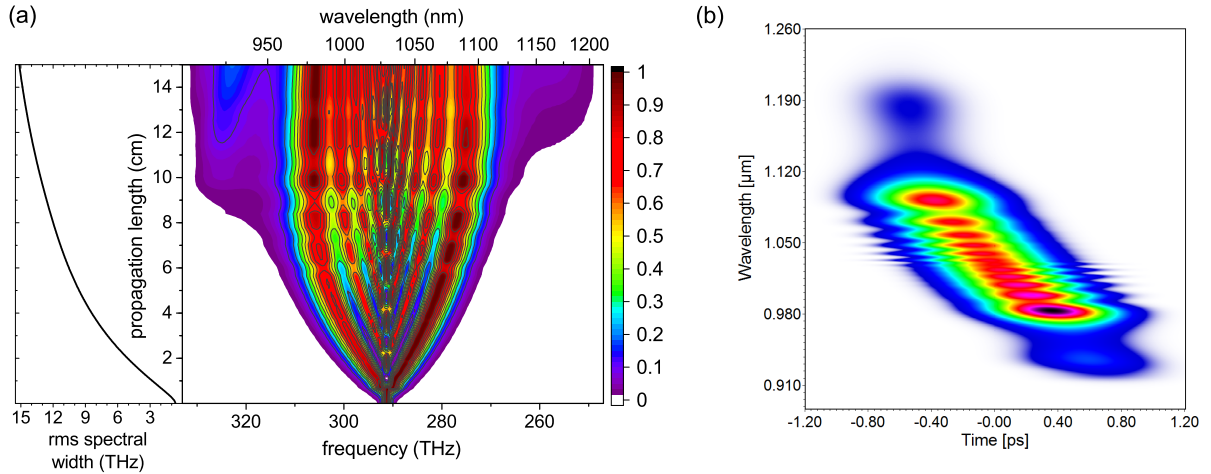 (a)
wavelength (nm)
950 1000 1050 1100 1150 1200
propagation length (cm)
14
12
10
8
6
4
2
1
0.9
0.8
0.7
0.6
0.5
0.4
0.3
0.2
0.1
0
15 12 9 6 3
rms spectral
width (THz)
320 300 280 260
frequency (THz)
(b)
Wavelength [µm]
1.260
1.190
1.120
1.050
0.980
0.910
-1.20 -0.80 -0.40 -0.00 0.40 0.80 1.20
Time [ps]